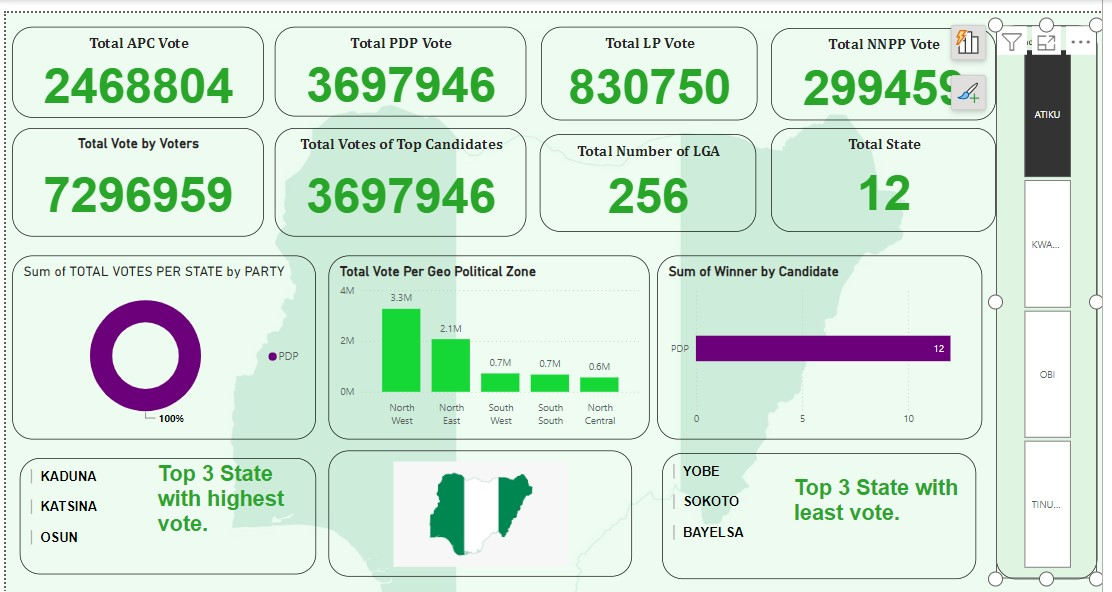 Total APC Vote
2468804
Total PDP Vote
3697946
Total LP Vote
830750
Total NNPP Vote
299459
Total Vote by Voters
7296959
Total Votes of Top Candidates
3697946
Total Number of LGA
256
Total State
12
ATIKU
KWA...
OBI
TINU...
Sum of TOTAL VOTES PER STATE by PARTY
PDP
100%
Total Vote Per Geo Political Zone
4M
2M
0M
3.3M
2.1M
0.7M
0.7M
0.6M
North
West
North
East
South
West
South
South
North
Central
Sum of Winner by Candidate
PDP
12
0
5
10
KADUNA
KATSINA
OSUN
Top 3 State
with highest
vote.
YOBE
SOKOTO
BAYELSA
Top 3 State with
least vote.